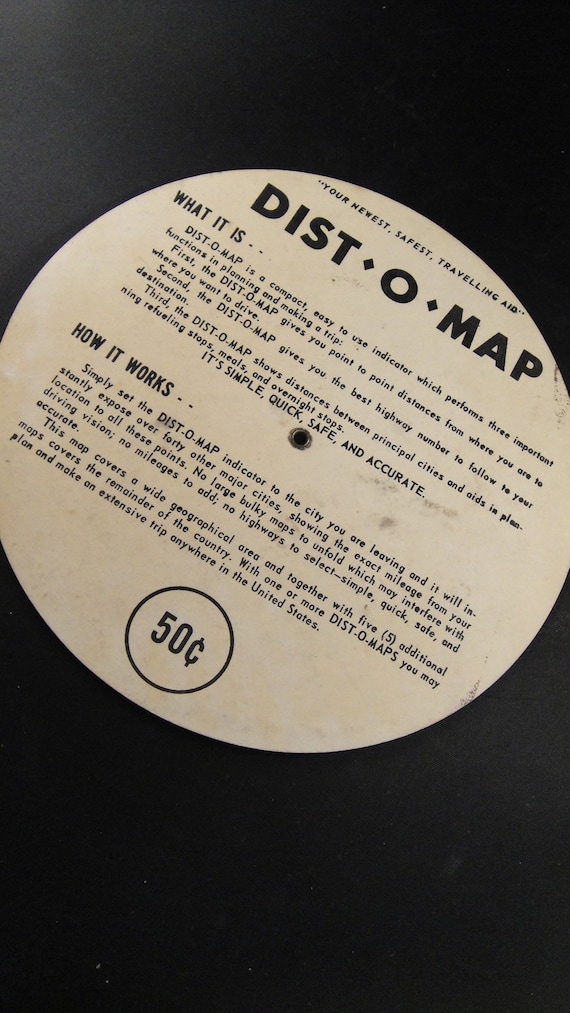 "YOUR NEWEST, SAFEST, TRAVELLING AID"
DIST•O•MAP
WHAT IT IS - -
DIST-O-MAP is a compact, easy to use indicator which performs three important
functions in planning and making a trip:
First, the DIST-O-MAP gives you point to point distances from where you are to
where you want to drive.
Second, the DIST-O-MAP gives you the best highway number to follow to your
destination.
Third, the DIST-O-MAP shows distances between principal cities and aids in plan-
ning refueling stops, meals, and overnight stops.
IT'S SIMPLE, QUICK, SAFE, AND ACCURATE.
HOW IT WORKS - -
Simply set the DIST-O-MAP indicator to the city you are leaving and it will in-
stantly expose over forty other major cities, showing the exact mileage from your
location to all these points. No large bulky maps to unfold which may interfere with
driving vision; no mileages to add; no highways to select—simple, quick, safe, and
accurate.
This map covers a wide geographical area and together with five (5) additional
maps covers the remainder of the country. With one or more DIST-O-MAPS you may
plan and make an extensive trip anywhere in the United States.
50¢